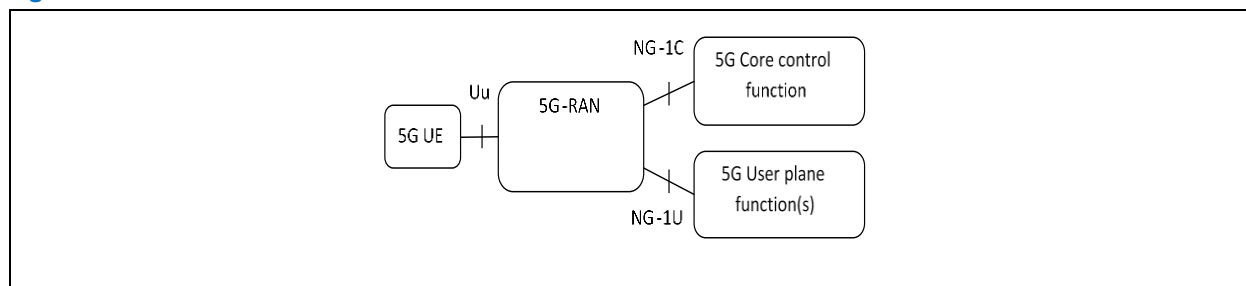 NG-1C
5G Core control
function
Uu
5G-RAN
5G UE
5G User plane
function(s)
NG-1U